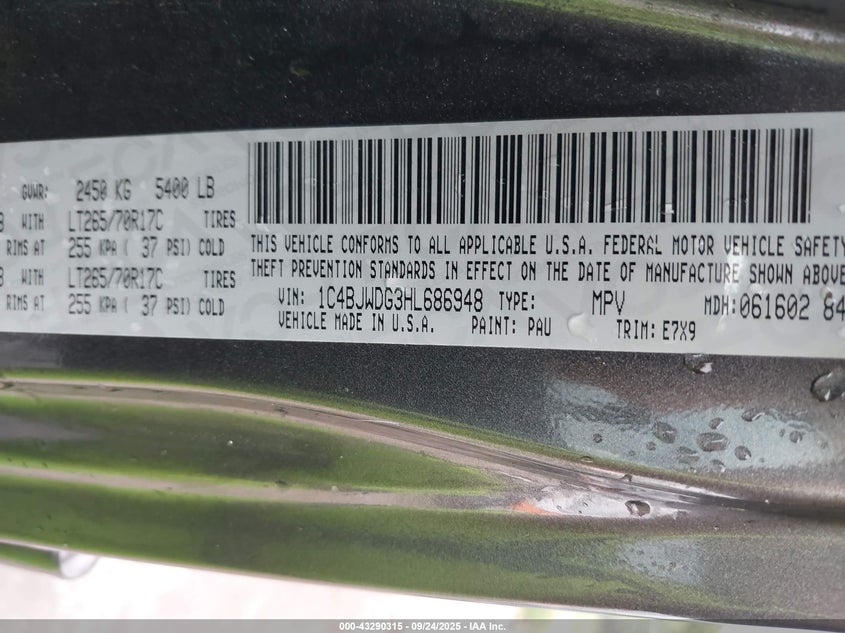 GVWR: 2450 KG 5400 LB
WITH LT265/70R17C TIRES
RIMS AT 255 KPA ( 37 PSI) COLD
WITH LT265/70R17C TIRES
RIMS AT 255 KPA ( 37 PSI) COLD
THIS VEHICLE CONFORMS TO ALL APPLICABLE U.S.A. FEDERAL MOTOR VEHICLE SAFETY
THEFT PREVENTION STANDARDS IN EFFECT ON THE DATE OF MANUFACTURE SHOWN ABOVE
VIN: 1C4BJWDG3HL686948 TYPE: MPV MDH: 061602 84
VEHICLE MADE IN U.S.A. PAINT: PAU TRIM: E7X9
000-43290315 - 09/24/2025 - IAA Inc.